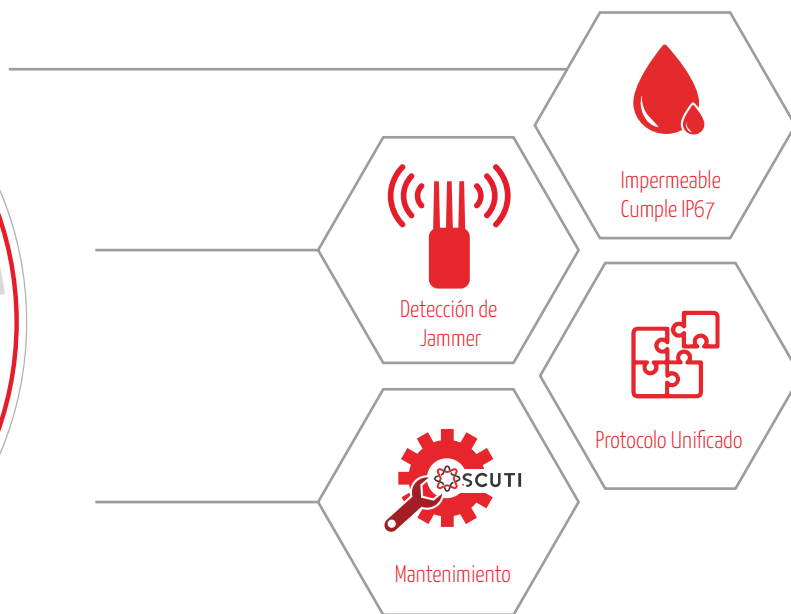 Impermeable
Cumple IP67
Detección de
Jammer
Protocolo Unificado
SCUTI
Mantenimiento